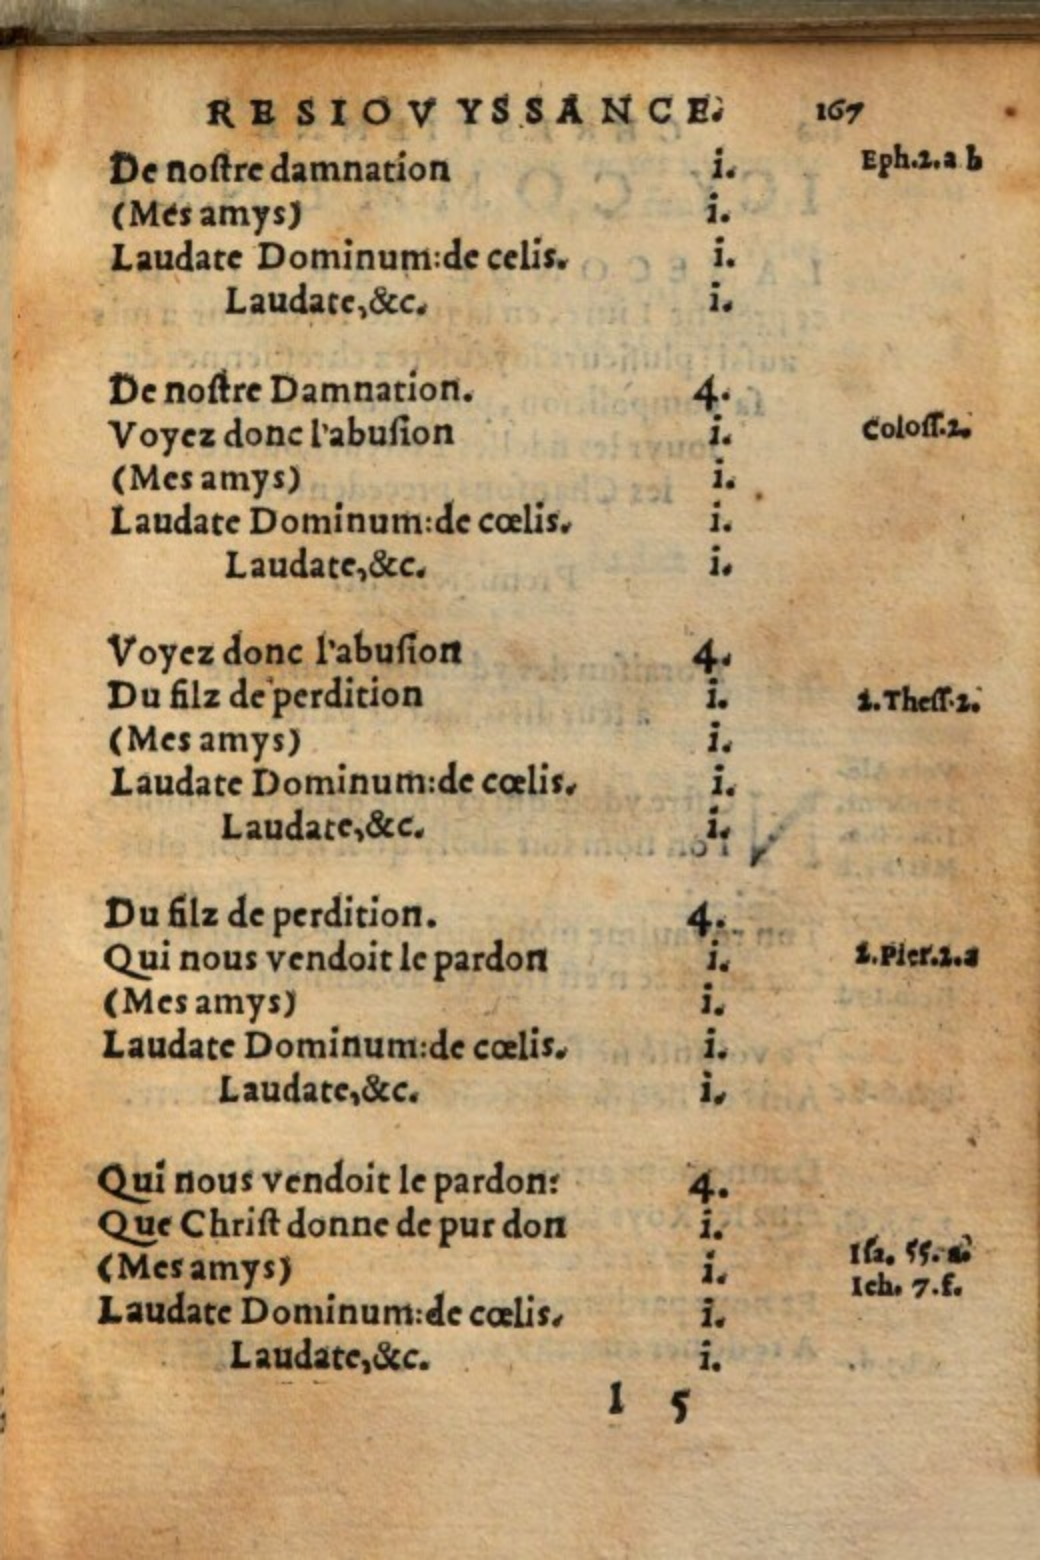 RESIOVYSSANCE. 167
De noſtre damnation i. Eph.2.a b
(Mes amys) i.
Laudate Dominum:de celis. i.
Laudate,&c. i.
De noſtre Damnation. 4.
Voyez donc l'abuſion i. Coloſſ.2.
(Mes amys) i.
Laudate Dominum:de cœlis. i.
Laudate,&c. i.
Voyez donc l'abuſion 4.
Du filz de perdition i. 2.Theſſ.2.
(Mes amys) i.
Laudate Dominum:de cœlis. i.
Laudate,&c. i.
Du filz de perdition. 4.
Qui nous vendoit le pardon i. 2.Pier.2.a
(Mes amys) i.
Laudate Dominum:de cœlis. i.
Laudate,&c. i.
Qui nous vendoit le pardon: 4.
Que Chriſt donne de pur don i.
(Mes amys) i. Iſa. 55. a.
Ieh. 7.f.
Laudate Dominum:de cœlis. i.
Laudate,&c. i.
I 5